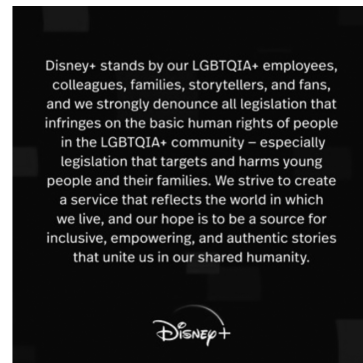 Disney+ stands by our LGBTQIA+ employees,
colleagues, families, storytellers, and fans,
and we strongly denounce all legislation that
infringes on the basic human rights of people
in the LGBTQIA+ community – especially
legislation that targets and harms young
people and their families. We strive to create
a service that reflects the world in which
we live, and our hope is to be a source for
inclusive, empowering, and authentic stories
that unite us in our shared humanity.
Disney+